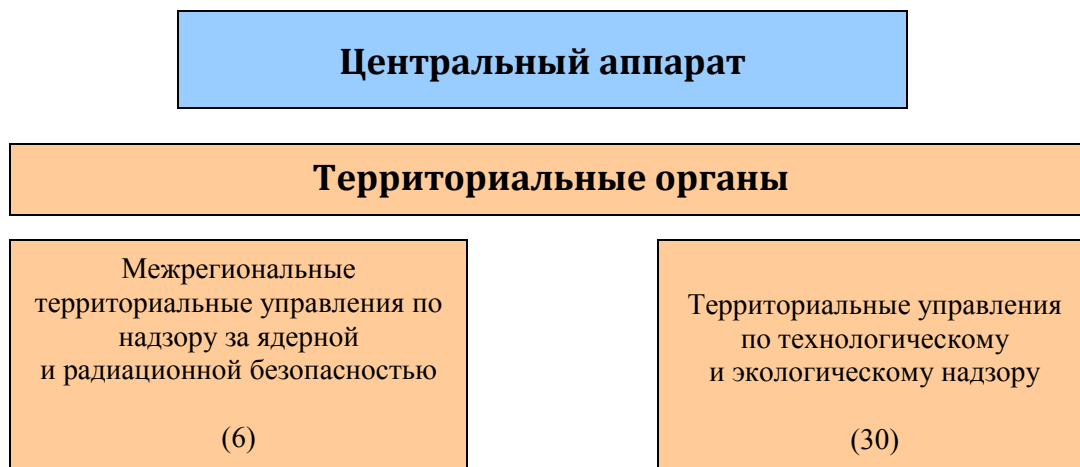 Центральный аппарат
Территориальные органы
Межрегиональные
территориальные управления по
надзору за ядерной
и радиационной безопасностью
(6)
Территориальные управления
по технологическому
и экологическому надзору
(30)